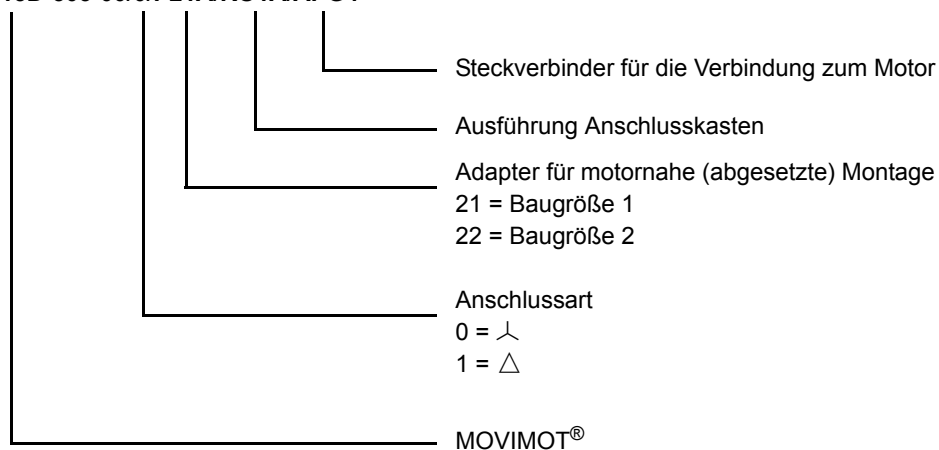 Steckverbinder für die Verbindung zum Motor
Ausführung Anschlusskasten
Adapter für motornahe (abgesetzte) Montage
21 = Baugröße 1
22 = Baugröße 2
Anschlussart
0 = ⅄
1 = △
MOVIMOT®